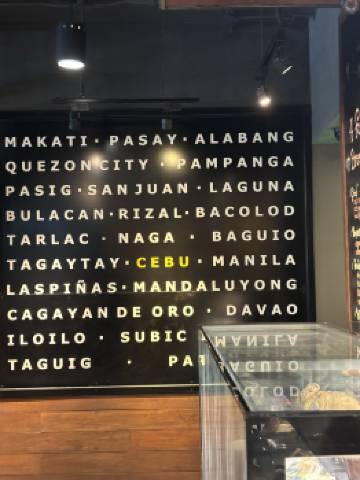 MAKATI · PASAY · ALABANG
QUEZON CITY · PAMPANGA
PASIG · SAN JUAN · LAGUNA
BULACAN · RIZAL · BACOLOD
TARLAC · NAGA · BAGUIO
TAGAYTAY · CEBU · MANILA
LASPIÑAS · MANDALUYONG
CAGAYAN DE ORO · DAVAO
ILOILO · SUBIC
TAGUIG ·